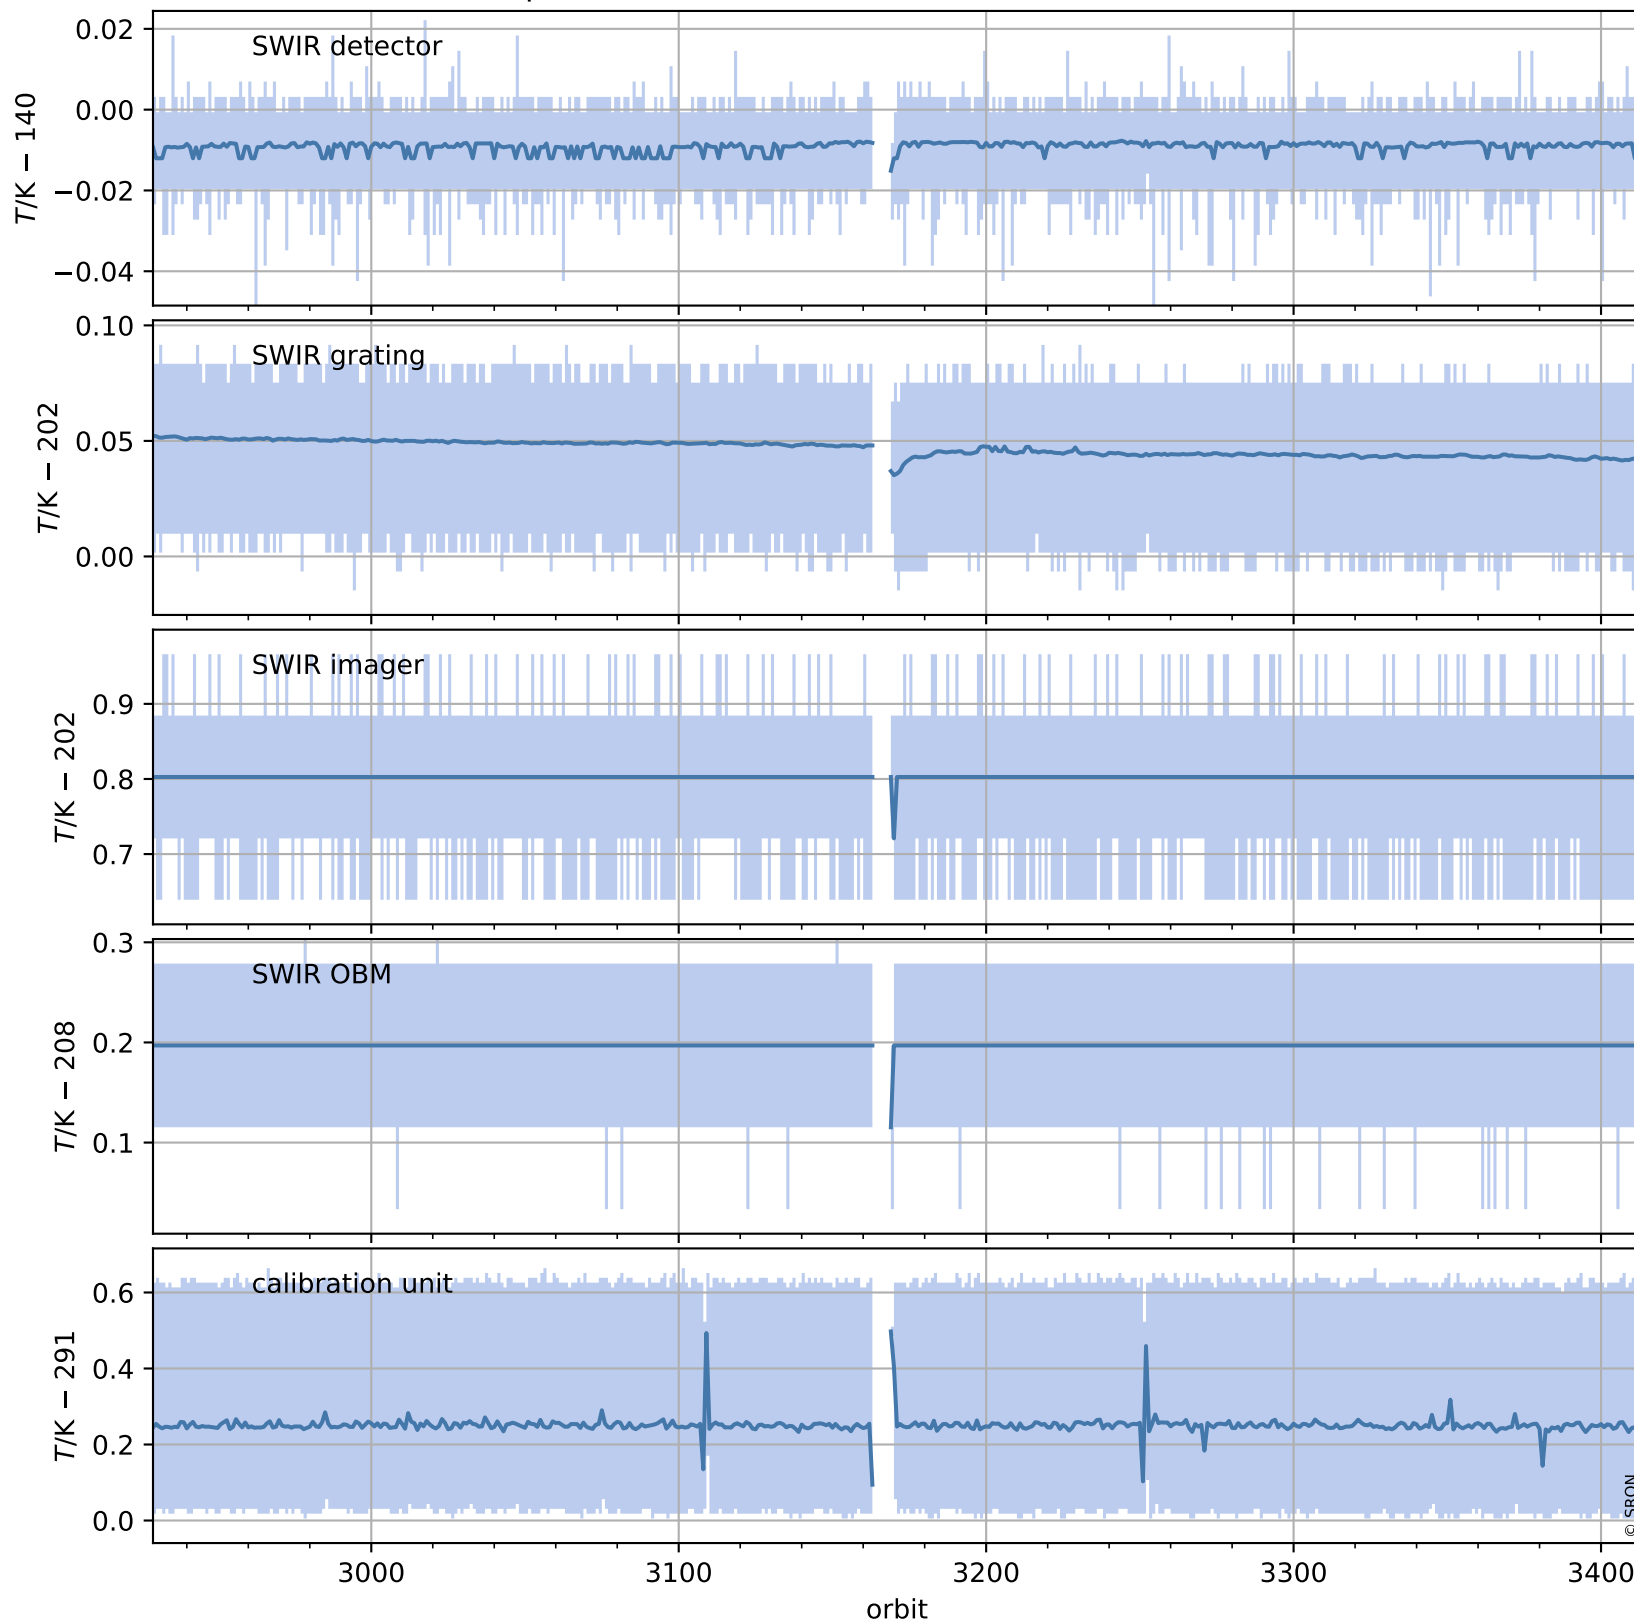 SWIR detector
T/K − 140
0.02
0.00
−0.02
−0.04
SWIR grating
T/K − 202
0.10
0.05
0.00
SWIR imager
T/K − 202
0.9
0.8
0.7
SWIR OBM
T/K − 208
0.3
0.2
0.1
calibration unit
T/K − 291
0.6
0.4
0.2
0.0
3000
3100
3200
3300
3400
orbit
© SRON